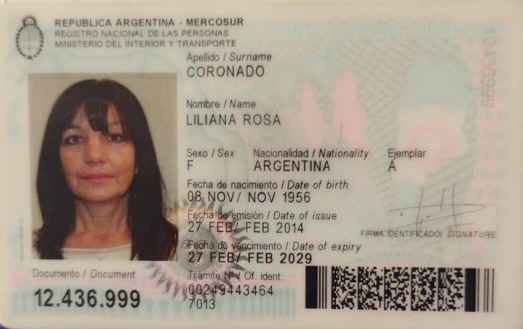 REPUBLICA ARGENTINA - MERCOSUR
REGISTRO NACIONAL DE LAS PERSONAS
MINISTERIO DEL INTERIOR Y TRANSPORTE
Apellido / Surname
CORONADO
Nombre / Name
LILIANA ROSA
Sexo / Sex Nacionalidad / Nationality Ejemplar
F ARGENTINA A
Fecha de nacimiento / Date of birth
08 NOV/ NOV 1956
Fecha de emisión / Date of issue
27 FEB/ FEB 2014
FIRMA IDENTIFICADO/ SIGNATURE
Fecha de vencimiento / Date of expiry
27 FEB/ FEB 2029
Documento / Document
12.436.999
Trámite Nº / Of. ident.
00249443464
7013